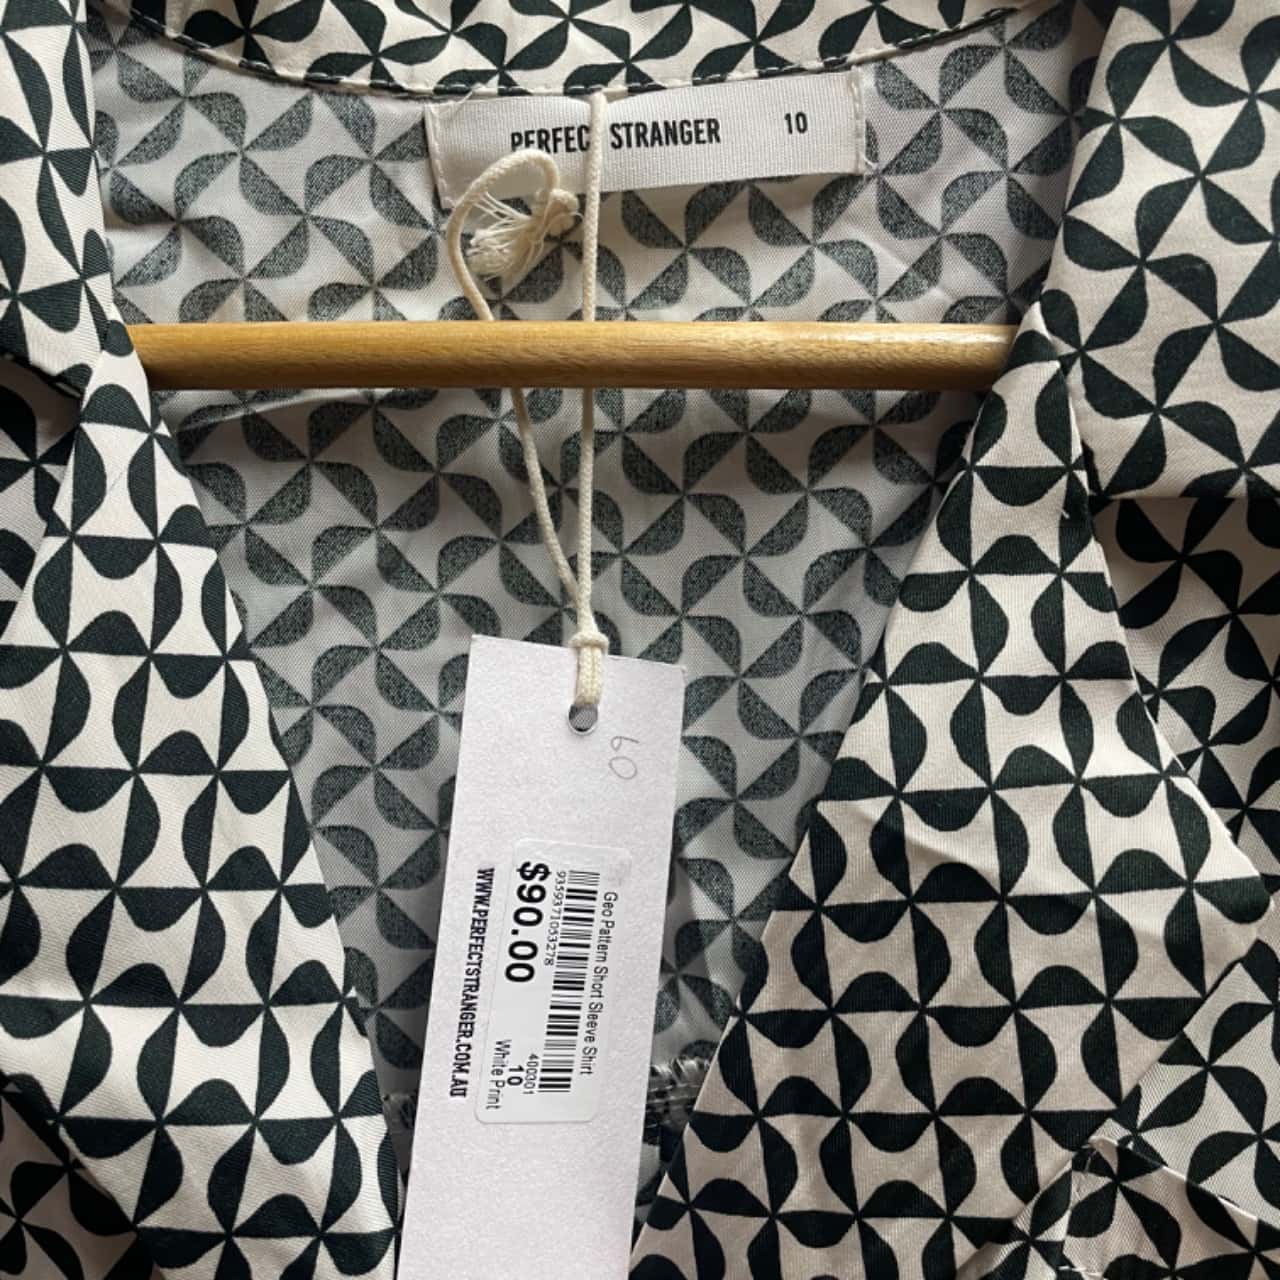 PERFECT STRANGER 10
60
Geo Pattern Short Sleeve Shirt
9359371053278
$90.00
400301
10
White Print
WWW.PERFECTSTRANGER.COM.AU